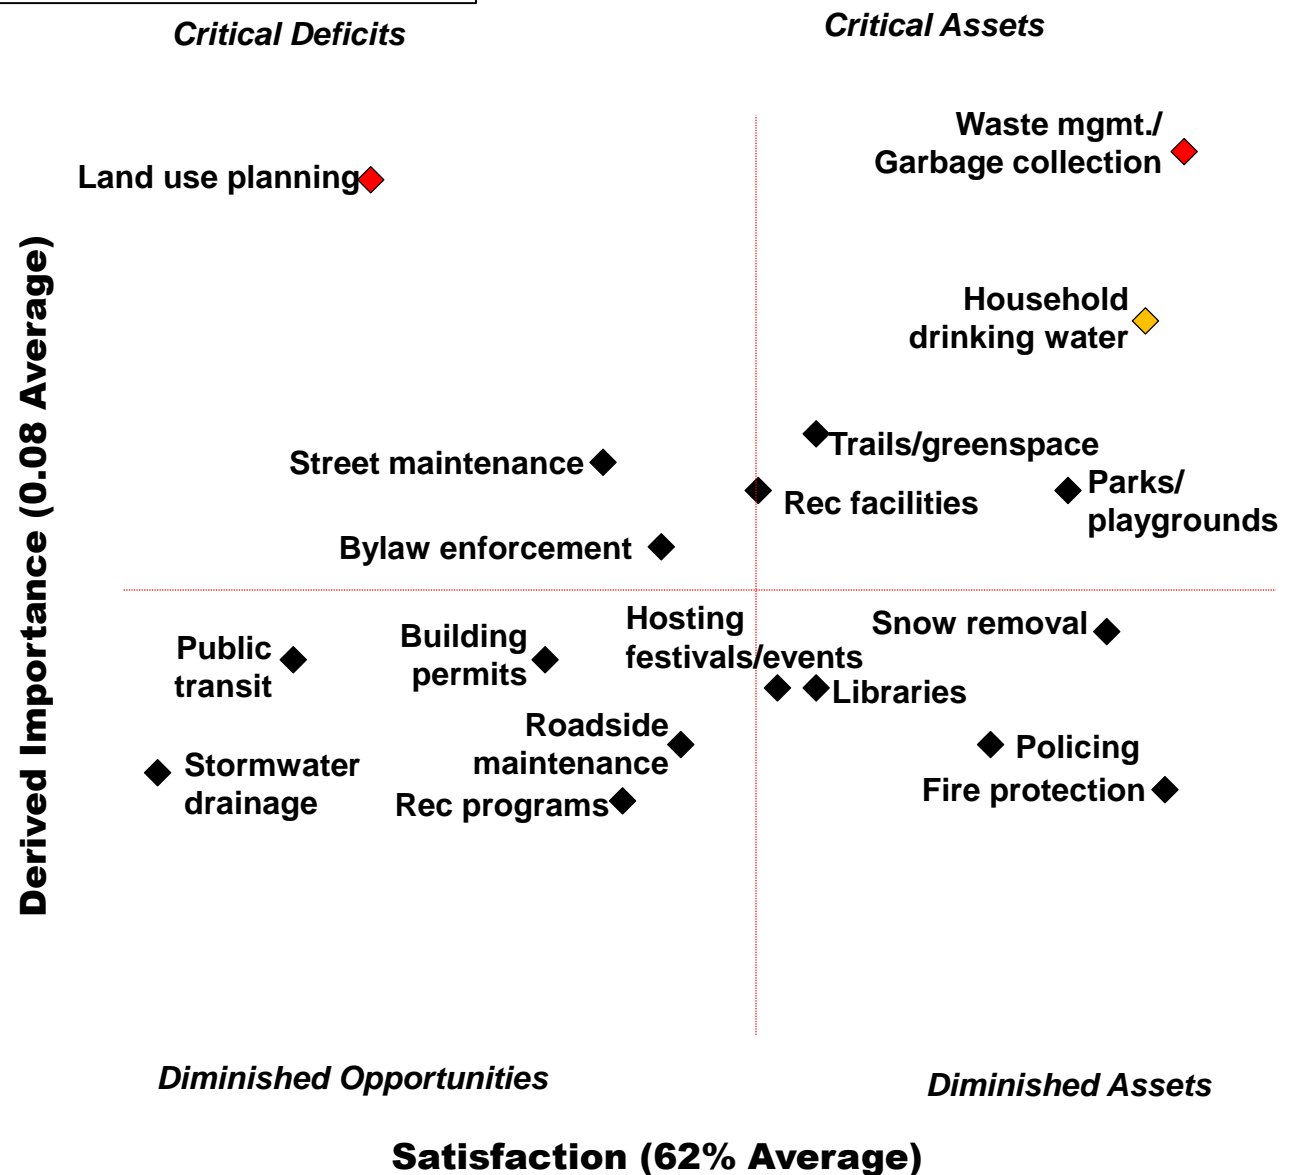 Critical Deficits
Critical Assets
Waste mgmt./
Garbage collection
Land use planning
Household
drinking water
Trails/greenspace
Street maintenance
Parks/
playgrounds
Rec facilities
Bylaw enforcement
Derived Importance (0.08 Average)
Hosting
festivals/events
Snow removal
Public
transit
Building
permits
Libraries
Roadside
maintenance
Policing
Stormwater
drainage
Rec programs
Fire protection
Diminished Opportunities
Diminished Assets
Satisfaction (62% Average)